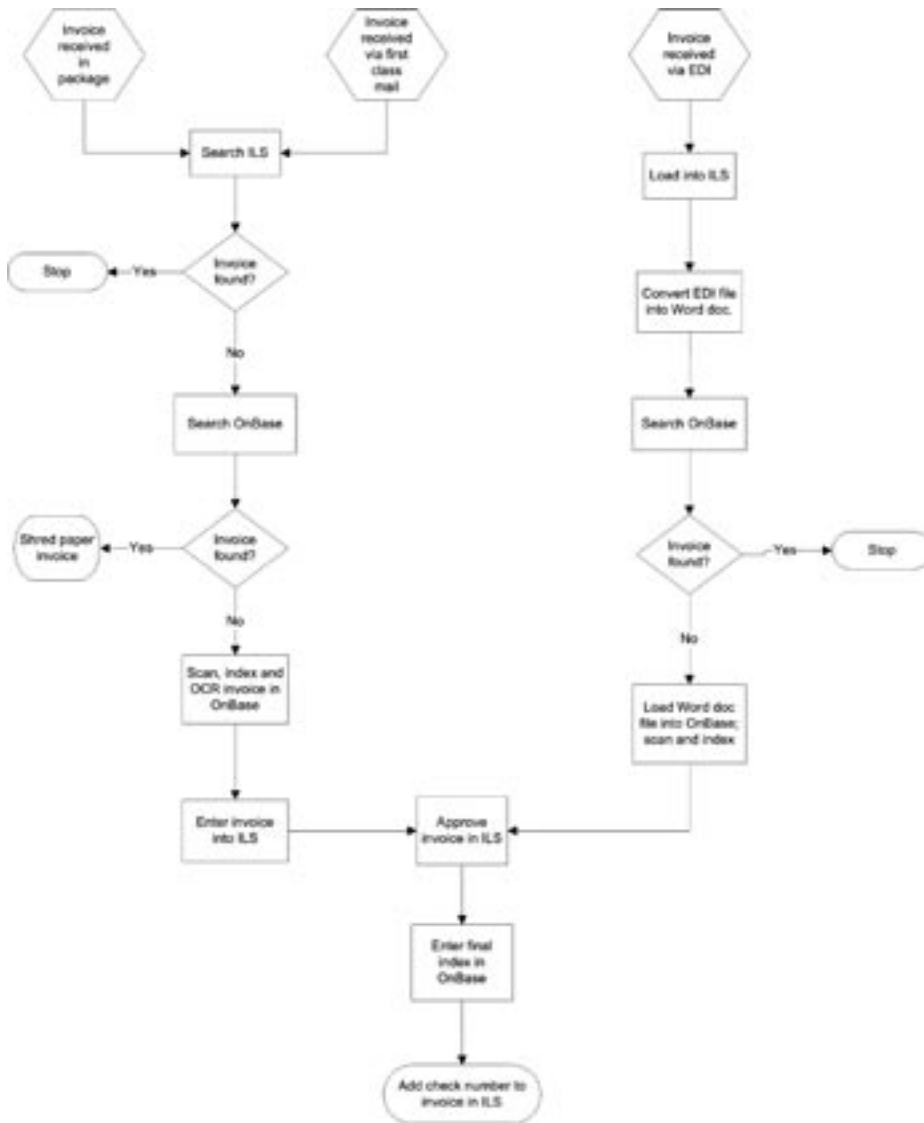 Invoice
received
in
package
Invoice
received
via first
class
mail
Invoice
received
via EDI
Search ILS
Load into ILS
Stop
Yes
Invoice
found?
Convert EDI file
into Word doc.
No
Search OnBase
Search OnBase
Shred paper
invoice
Yes
Invoice
found?
Invoice
found?
Yes
Stop
No
No
Scan, index and
OCR invoice in
OnBase
Load Word doc
file into OnBase;
scan and index
Enter invoice
into ILS
Approve
invoice in ILS
Enter final
index in
OnBase
Add check number to
invoice in ILS